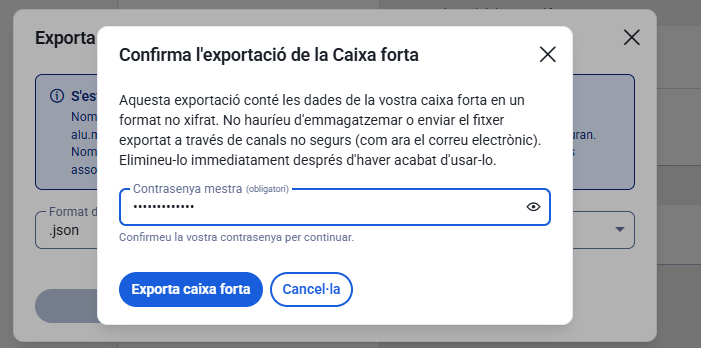 Exporta
Confirma l'exportació de la Caixa forta
S'es
Nom
alu.m
Nom
asso
uran.
s
Aquesta exportació conté les dades de la vostra caixa forta en un
format no xifrat. No hauríeu d'emmagatzemar o enviar el fitxer
exportat a través de canals no segurs (com ara el correu electrònic).
Elimineu-lo immediatament després d'haver acabat d'usar-lo.
Contrasenya mestra (obligatori)
•••••••••••••
Confirmeu la vostra contrasenya per continuar.
Format d
.json
Exporta caixa forta
Cancel·la